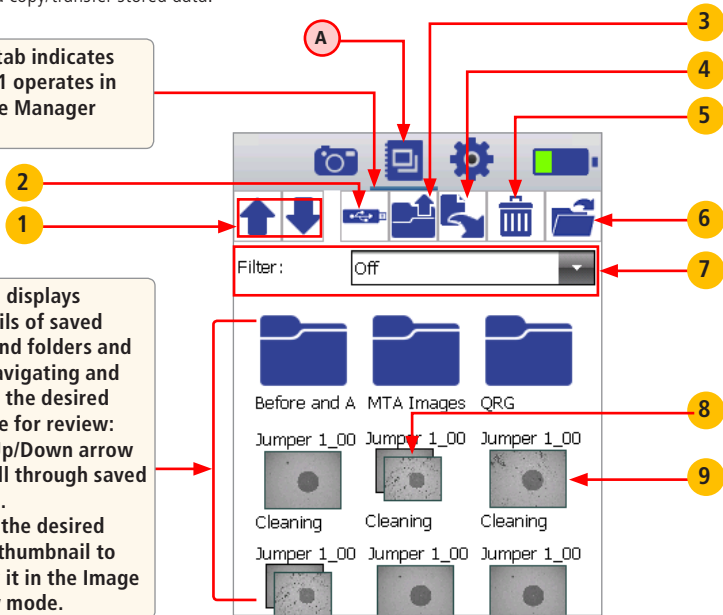 copy/transfer stored data.
tab indicates
1 operates in
e Manager
A
3
4
5
2
1
6
7
Filter:
Off
displays
ils of saved
nd folders and
avigating and
the desired
e for review:
Up/Down arrow
ll through saved
.
the desired
thumbnail to
it in the Image
mode.
Before and A
MTA Images
QRG
8
9
Jumper 1_00
Jumper 1_00
Jumper 1_00
Cleaning
Cleaning
Cleaning
Jumper 1_00
Jumper 1_00
Jumper 1_00